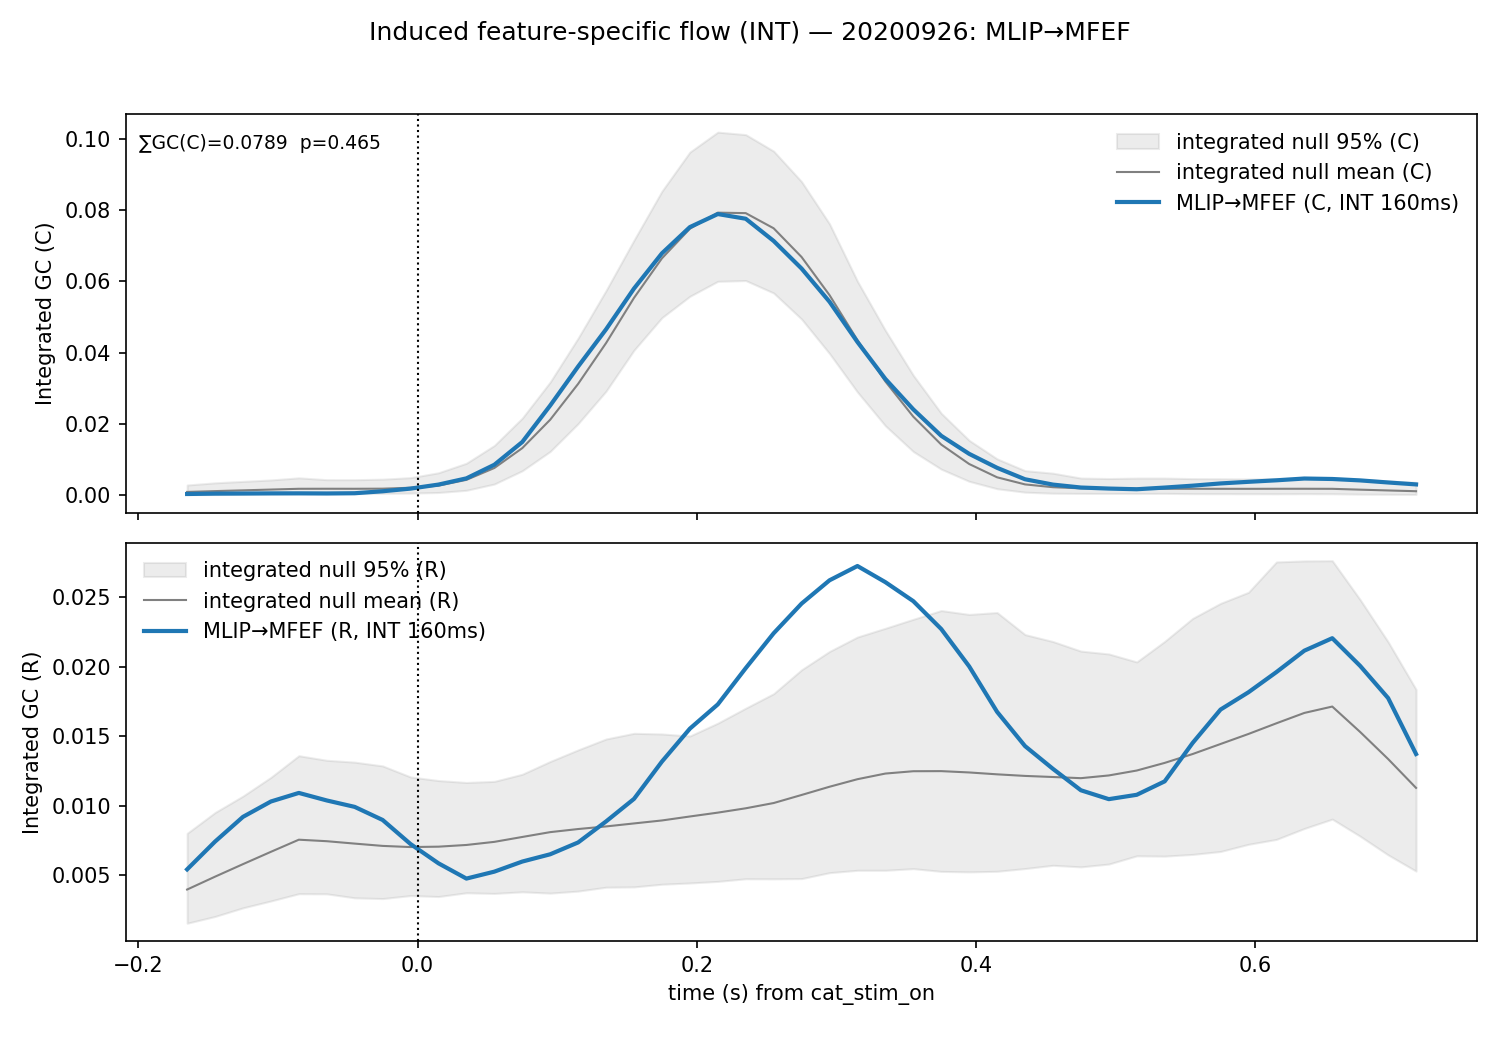 Induced feature-specific flow (INT) — 20200926: MLIP→MFEF
∑GC(C)=0.0789  p=0.465
integrated null 95% (C)
integrated null mean (C)
MLIP→MFEF (C, INT 160ms)
Integrated GC (C)
0.10
0.08
0.06
0.04
0.02
0.00
integrated null 95% (R)
integrated null mean (R)
MLIP→MFEF (R, INT 160ms)
Integrated GC (R)
0.025
0.020
0.015
0.010
0.005
−0.2 0.0 0.2 0.4 0.6
time (s) from cat_stim_on